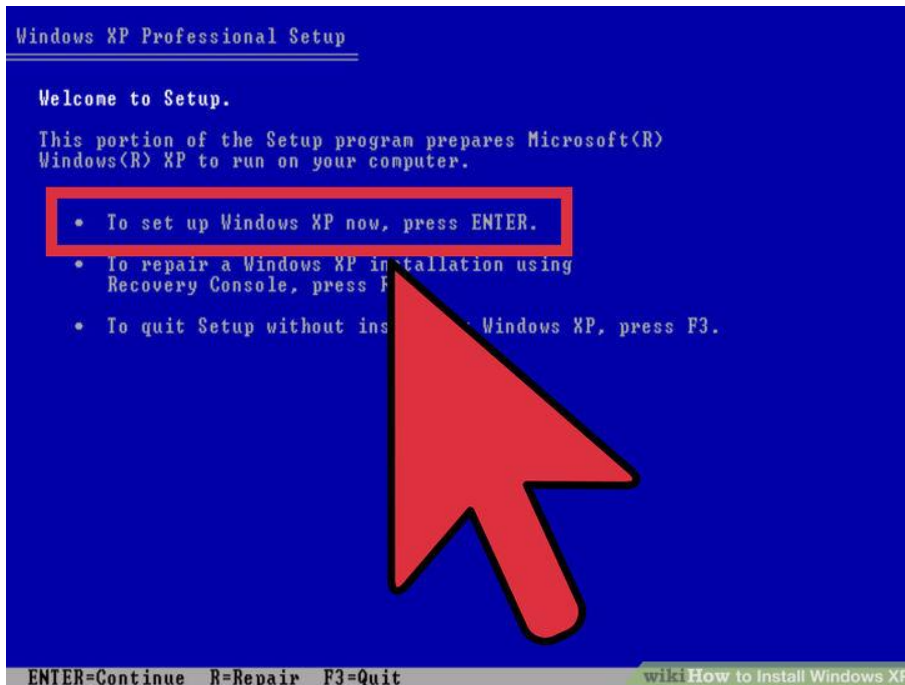 Windows XP Professional Setup
Welcome to Setup.
This portion of the Setup program prepares Microsoft(R)
Windows(R) XP to run on your computer.
• To set up Windows XP now, press ENTER.
• To repair a Windows XP installation using
Recovery Console, press
• To quit Setup without Windows XP, press F3.
ENTER=Continue R=Repair F3=Quit
wikiHow to Install Windows XP